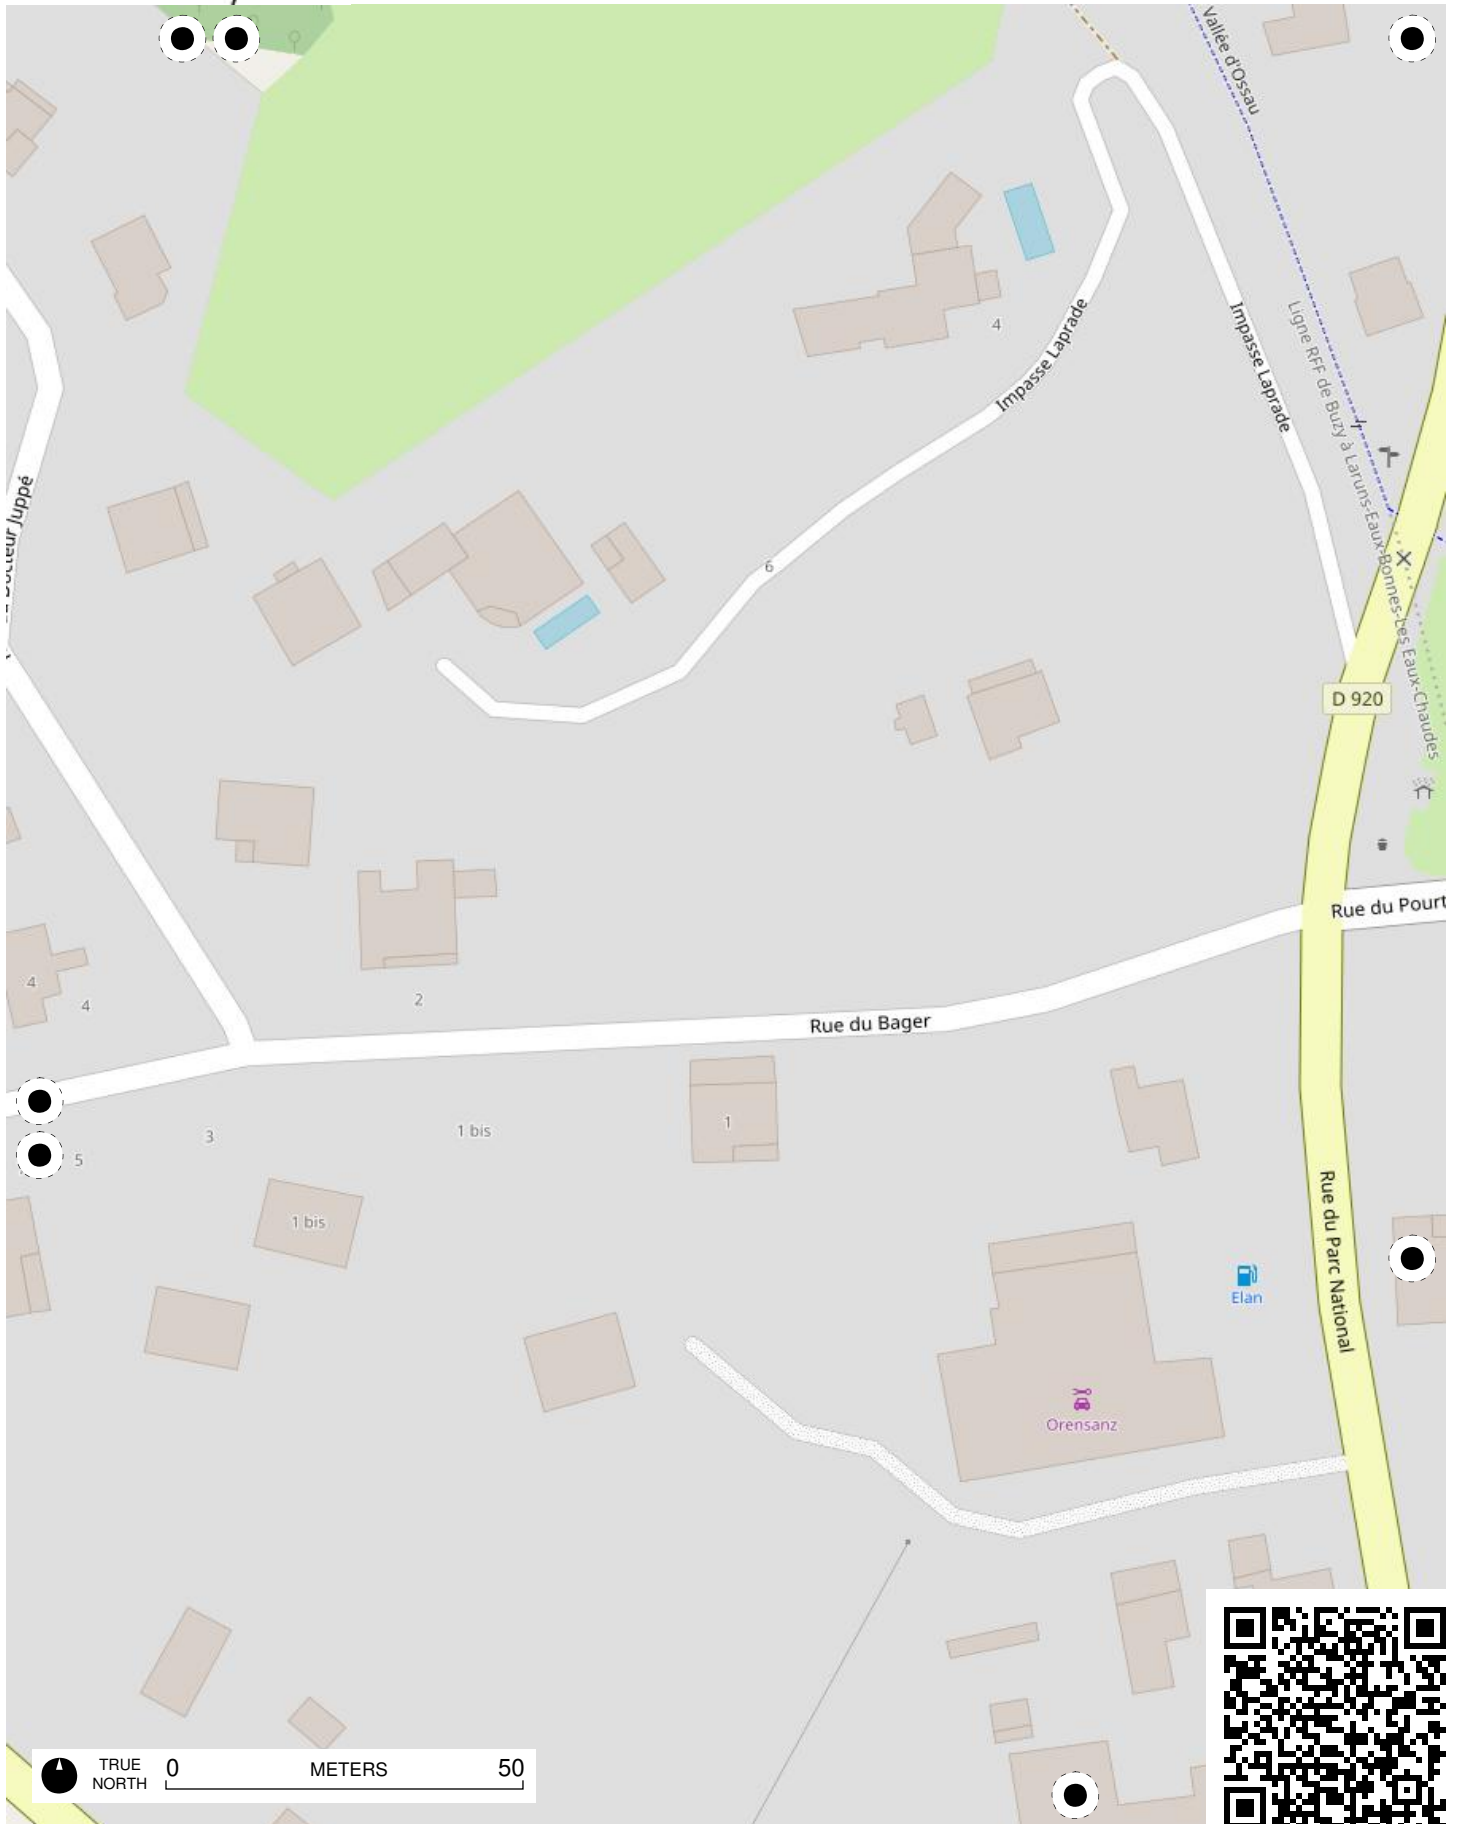 Vallée d'Ossau
4
Impasse Laprade
Impasse Laprade
Ligne RFF de Buzy à Laruns-Eaux-Bonnes-Les Eaux-Chaudes
Docteur Juppé
6
D 920
Rue du Pourt
4
4
2
Rue du Bager
1
3
1 bis
5
1 bis
Rue du Parc National
Elan
Orensanz
TRUE NORTH
0 METERS 50